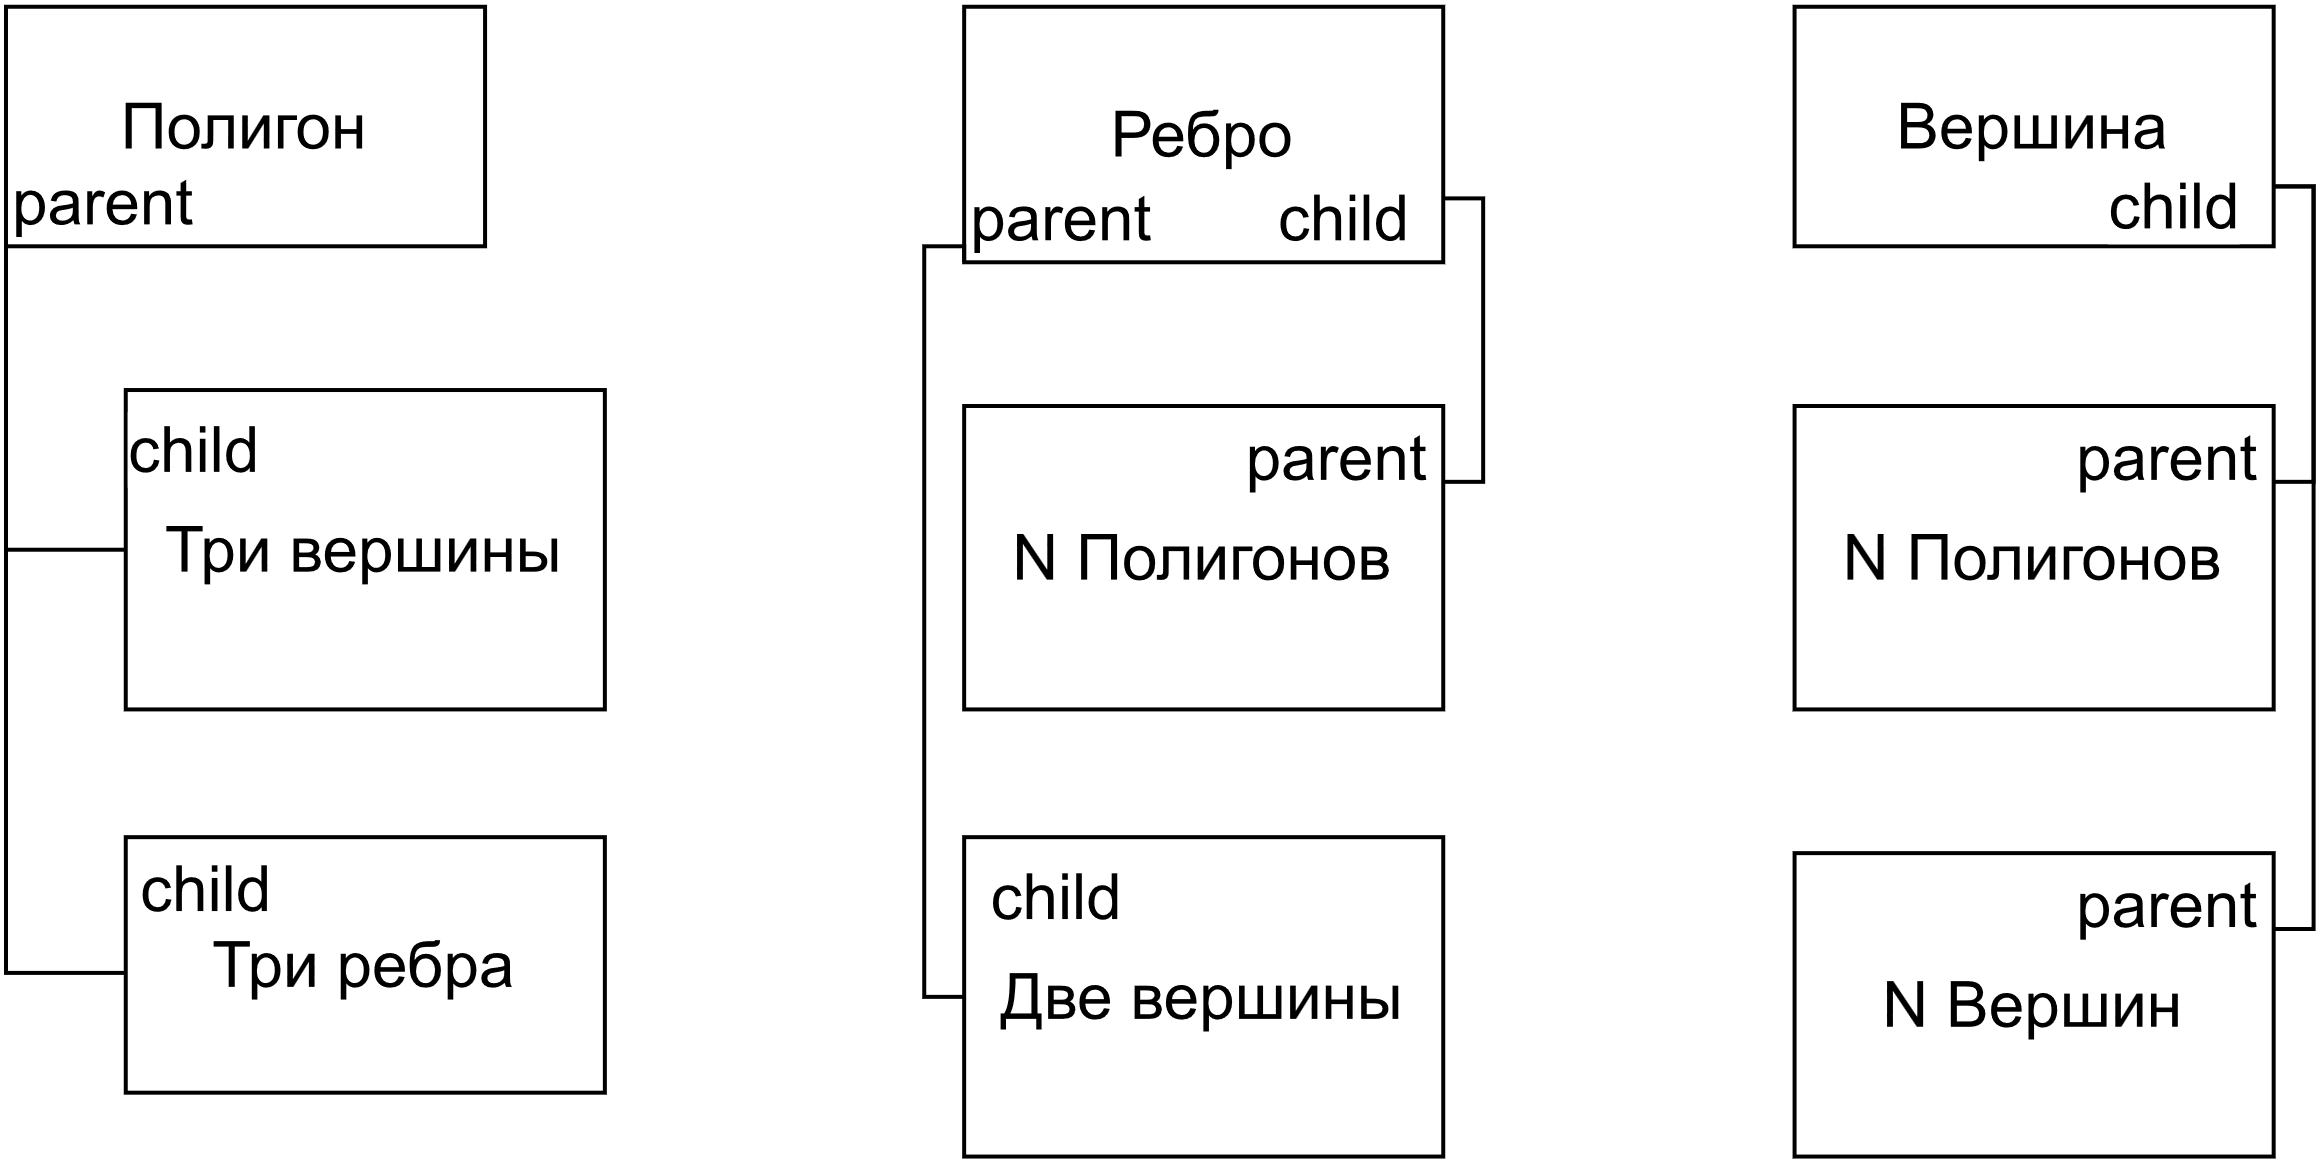 Полигон
parent
child
Три вершины
child
Три ребра
Ребро
parent child
parent
N Полигонов
child
Две вершины
Вершина
child
parent
N Полигонов
parent
N Вершин